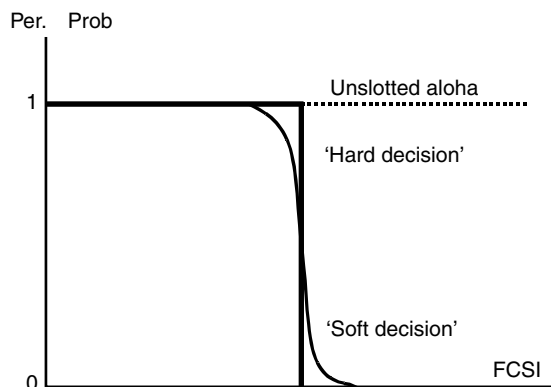 Per. Prob
Unslotted aloha
1
‘Hard decision’
‘Soft decision’
FCSI
0